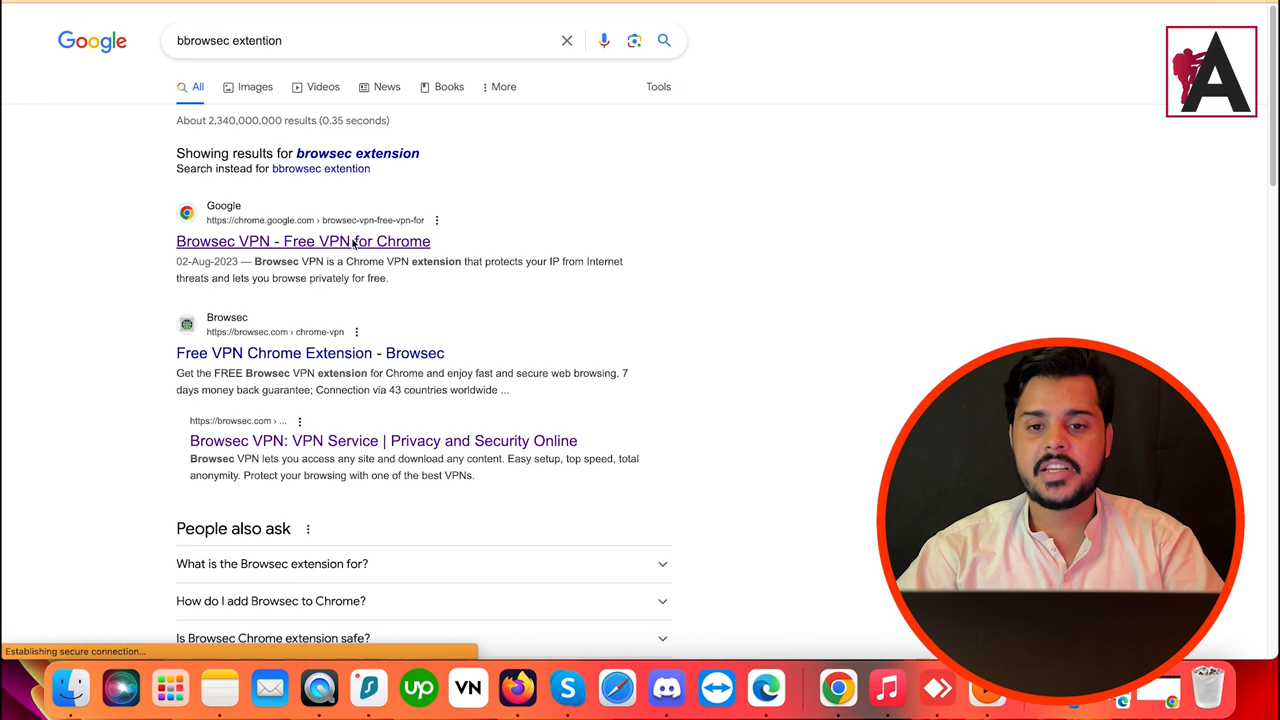 Google
bbrowsec extention
All
Images
Videos
News
Books
More
Tools
About 2,340,000,000 results (0.35 seconds)
Showing results for browsec extension
Search instead for bbrowsec extention
Google
https://chrome.google.com › browsec-vpn-free-vpn-for
Browsec VPN - Free VPN for Chrome
02-Aug-2023 — Browsec VPN is a Chrome VPN extension that protects your IP from Internet
threats and lets you browse privately for free.
Browsec
https://browsec.com › chrome-vpn
Free VPN Chrome Extension - Browsec
Get the FREE Browsec VPN extension for Chrome and enjoy fast and secure web browsing. 7
days money back guarantee; Connection via 43 countries worldwide ...
https://browsec.com › ...
Browsec VPN: VPN Service | Privacy and Security Online
Browsec VPN lets you access any site and download any content. Easy setup, top speed, total
anonymity. Protect your browsing with one of the best VPNs.
People also ask
What is the Browsec extension for?
How do I add Browsec to Chrome?
Is Browsec Chrome extension safe?
Establishing secure connection...
A
up
VN
S